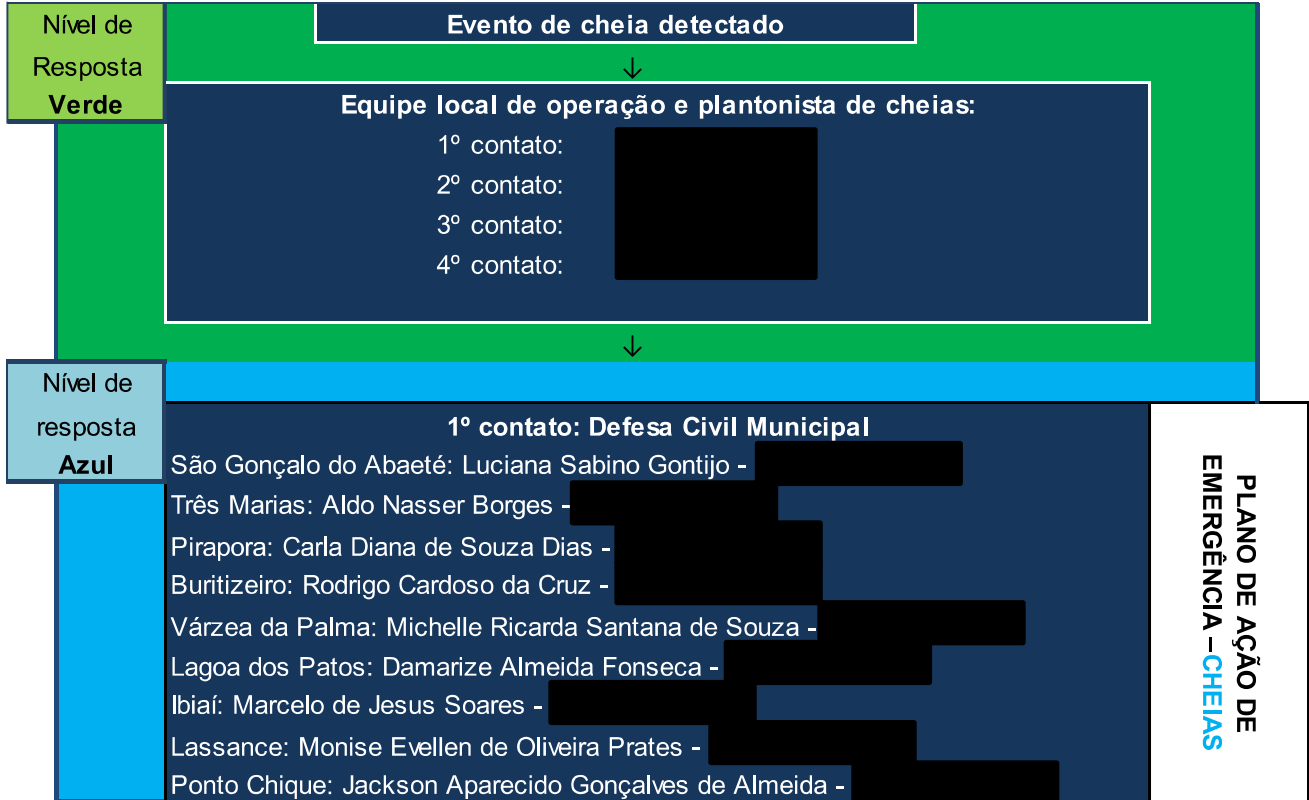 Nível de
Resposta
Verde
Evento de cheia detectado
↓
Equipe local de operação e plantonista de cheias:
1º contato:
2º contato:
3º contato:
4º contato:
↓
Nível de
resposta
Azul
1º contato: Defesa Civil Municipal
São Gonçalo do Abaeté: Luciana Sabino Gontijo -
Três Marias: Aldo Nasser Borges -
Pirapora: Carla Diana de Souza Dias -
Buritizeiro: Rodrigo Cardoso da Cruz -
Várzea da Palma: Michelle Ricarda Santana de Souza -
Lagoa dos Patos: Damarize Almeida Fonseca -
Ibiaí: Marcelo de Jesus Soares -
Lassance: Monise Evellen de Oliveira Prates -
Ponto Chique: Jackson Aparecido Gonçalves de Almeida -
PLANO DE AÇÃO DE
EMERGÊNCIA –CHEIAS